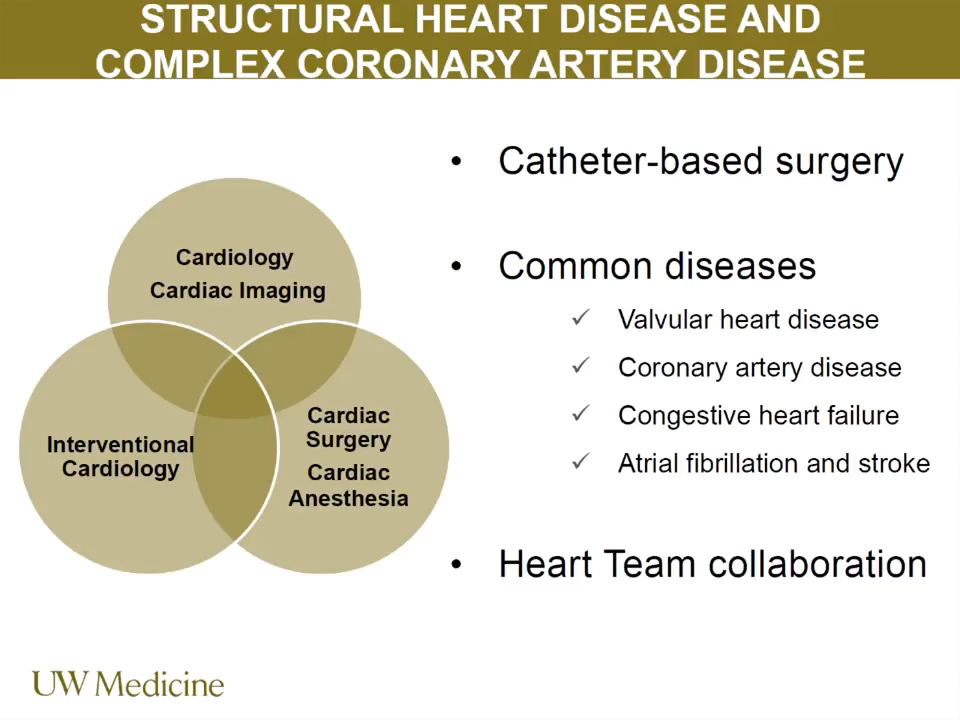 STRUCTURAL HEART DISEASE AND
COMPLEX CORONARY ARTERY DISEASE
Cardiology
Cardiac Imaging
Interventional
Cardiology
Cardiac
Surgery
Cardiac
Anesthesia
• Catheter-based surgery
• Common diseases
✓ Valvular heart disease
✓ Coronary artery disease
✓ Congestive heart failure
✓ Atrial fibrillation and stroke
• Heart Team collaboration
UW Medicine